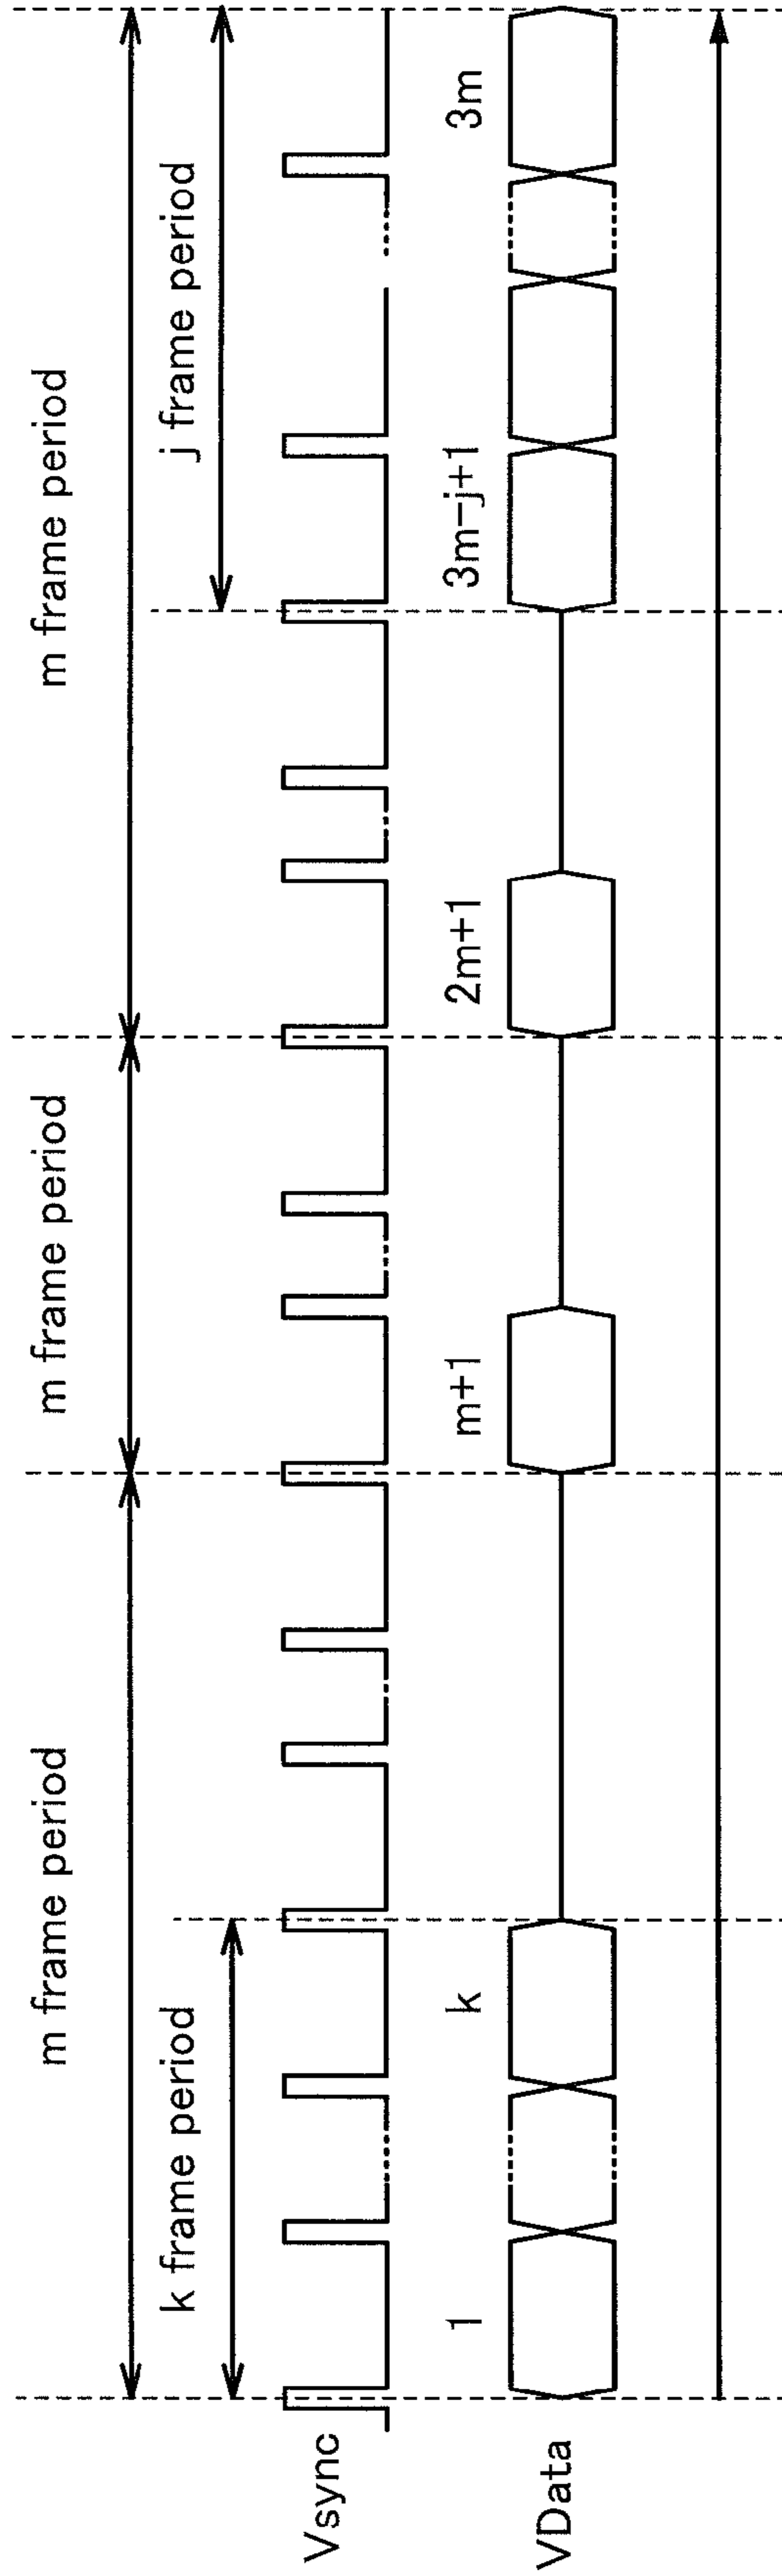 m frame period
m frame period
m frame period
k frame period
j frame period
Vsync
1
k
m+1
2m+1
3m-j+1
3m
VData